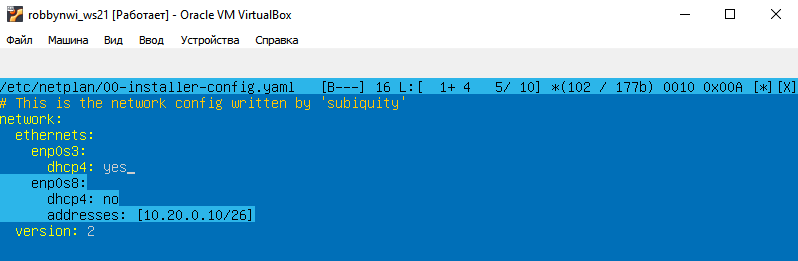 robbynwi_ws21 [Работает] - Oracle VM VirtualBox
Файл Машина Вид Ввод Устройства Справка
/etc/netplan/00-installer-config.yaml [B---] 16 L:[ 1+ 4 5/ 10] *(102 / 177b) 0010 0x00A [*][X]
# This is the network config written by 'subiquity'
network:
  ethernets:
    enp0s3:
      dhcp4: yes_
    enp0s8:
      dhcp4: no
      addresses: [10.20.0.10/26]
  version: 2